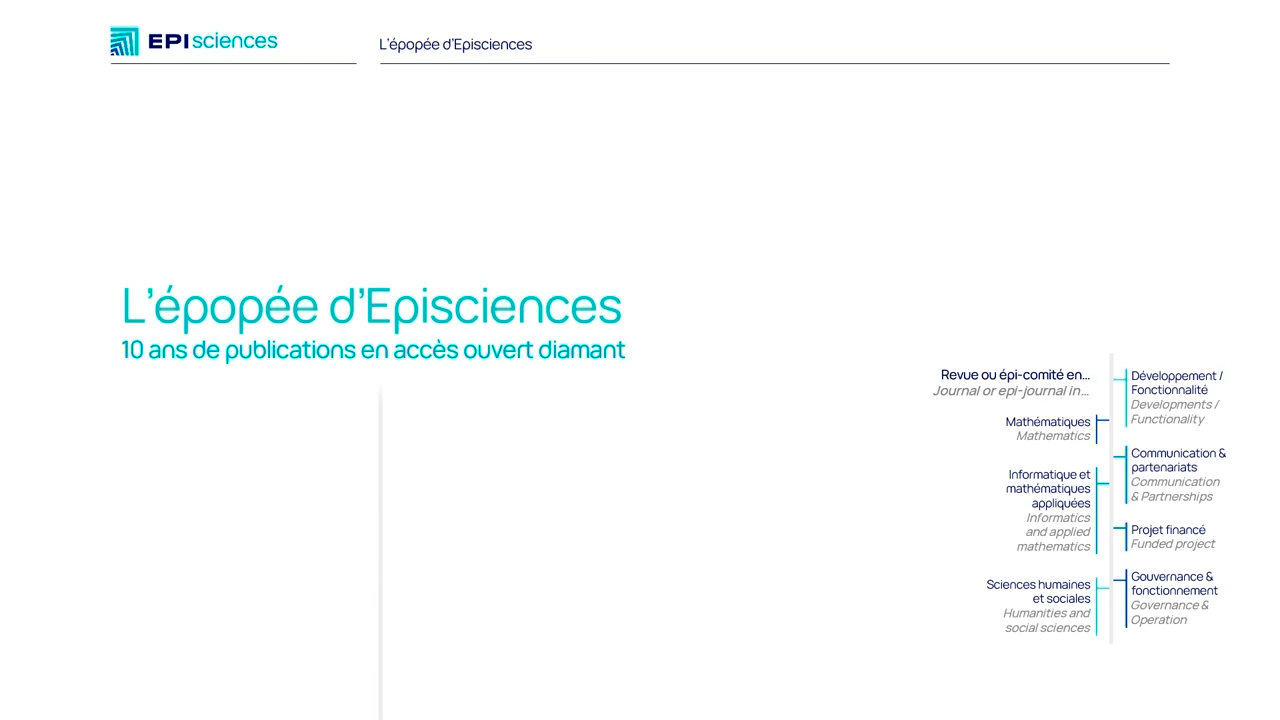 EPIsciences
L'épopée d'Episciences
L'épopée d'Episciences
10 ans de publications en accès ouvert diamant
Revue ou épi-comité en...
Journal or epi-journal in...
Mathématiques
Mathematics
Informatique et
mathématiques
appliquées
Informatics
and applied
mathematics
Sciences humaines
et sociales
Humanities and
social sciences
Développement /
Fonctionnalité
Developments /
Functionality
Communication &
partenariats
Communication
& Partnerships
Projet financé
Funded project
Gouvernance &
fonctionnement
Governance &
Operation